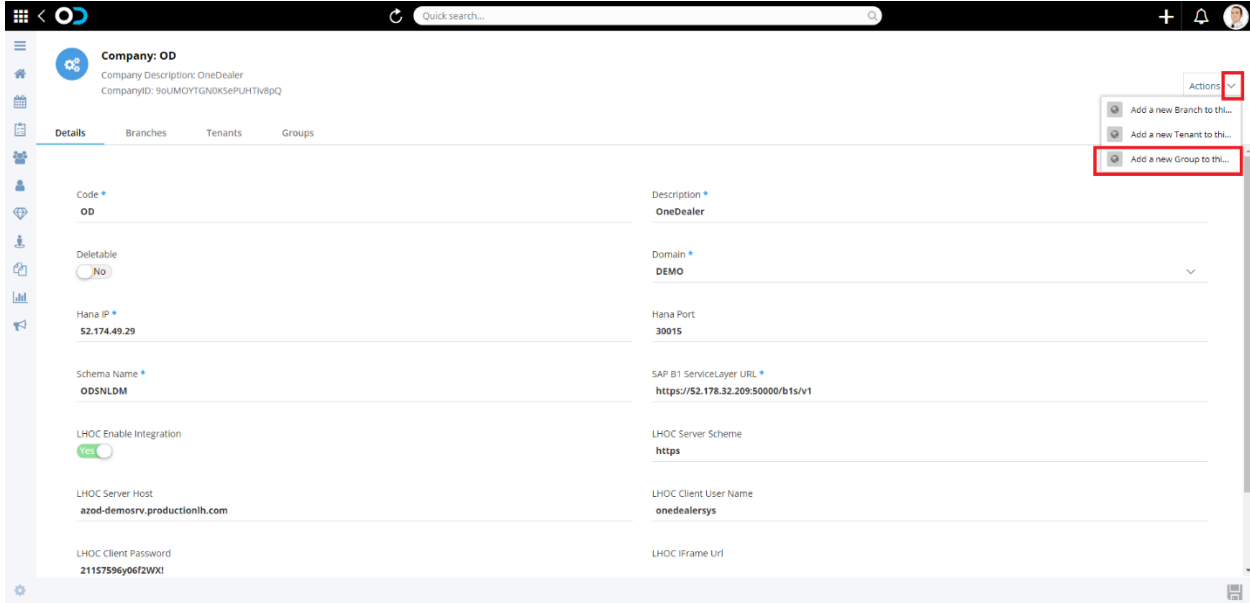 Quick search...
Company: OD
Company Description: OneDealer
CompanyID: 9oUMOYTGN0KSePUHTiv8pQ
Actions
Add a new Branch to thi...
Add a new Tenant to thi...
Add a new Group to thi...
Details Branches Tenants Groups
Code * Description *
OD OneDealer
Deletable Domain *
No DEMO
Hana IP * Hana Port
52.174.49.29 30015
Schema Name * SAP B1 ServiceLayer URL *
ODSNLDM https://52.178.32.209:50000/b1s/v1
LHOC Enable Integration LHOC Server Scheme
Yes https
LHOC Server Host LHOC Client User Name
azod-demosrv.productionlh.com onedealersys
LHOC Client Password LHOC IFrame Url
211S7596y06f2WX!